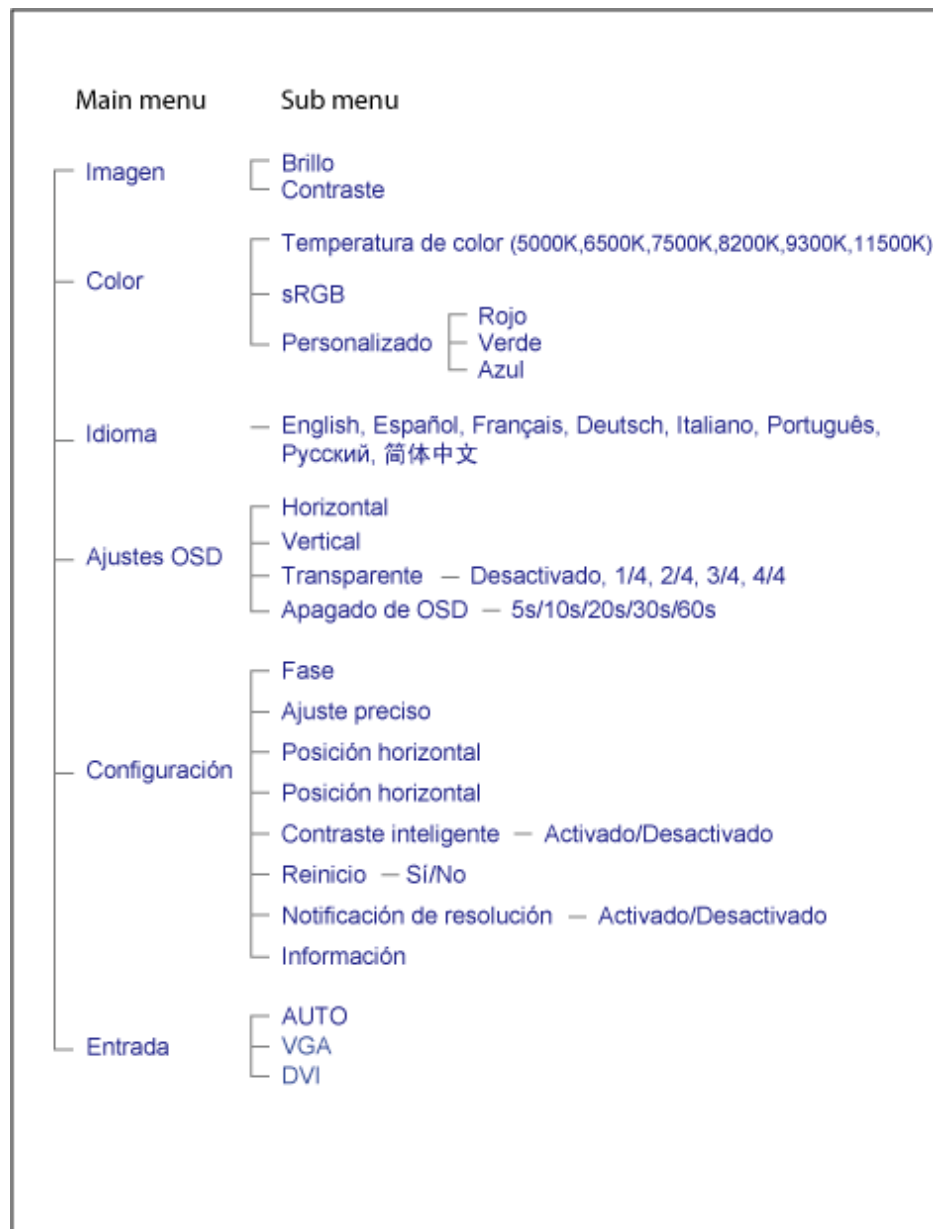 Main menu Sub menu
Imagen
Brillo
Contraste
Color
Temperatura de color (5000K,6500K,7500K,8200K,9300K,11500K)
sRGB
Personalizado
Rojo
Verde
Azul
Idioma
English, Español, Français, Deutsch, Italiano, Português,
Русский, 简体中文
Ajustes OSD
Horizontal
Vertical
Transparente — Desactivado, 1/4, 2/4, 3/4, 4/4
Apagado de OSD — 5s/10s/20s/30s/60s
Configuración
Fase
Ajuste preciso
Posición horizontal
Posición horizontal
Contraste inteligente — Activado/Desactivado
Reinicio — Sí/No
Notificación de resolución — Activado/Desactivado
Información
Entrada
AUTO
VGA
DVI